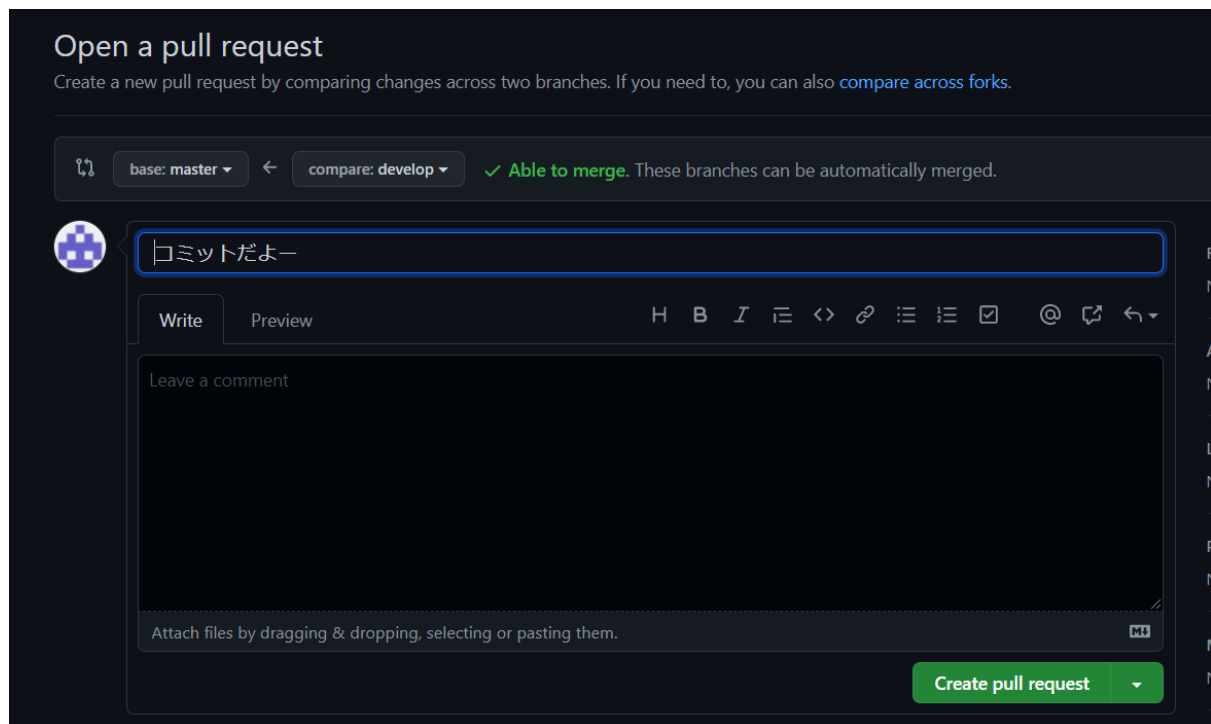 Open a pull request
Create a new pull request by comparing changes across two branches. If you need to, you can also compare across forks.
base: master compare: develop Able to merge. These branches can be automatically merged.
コミットだよー
Write Preview H B I @
Leave a comment
Attach files by dragging & dropping, selecting or pasting them.
Create pull request